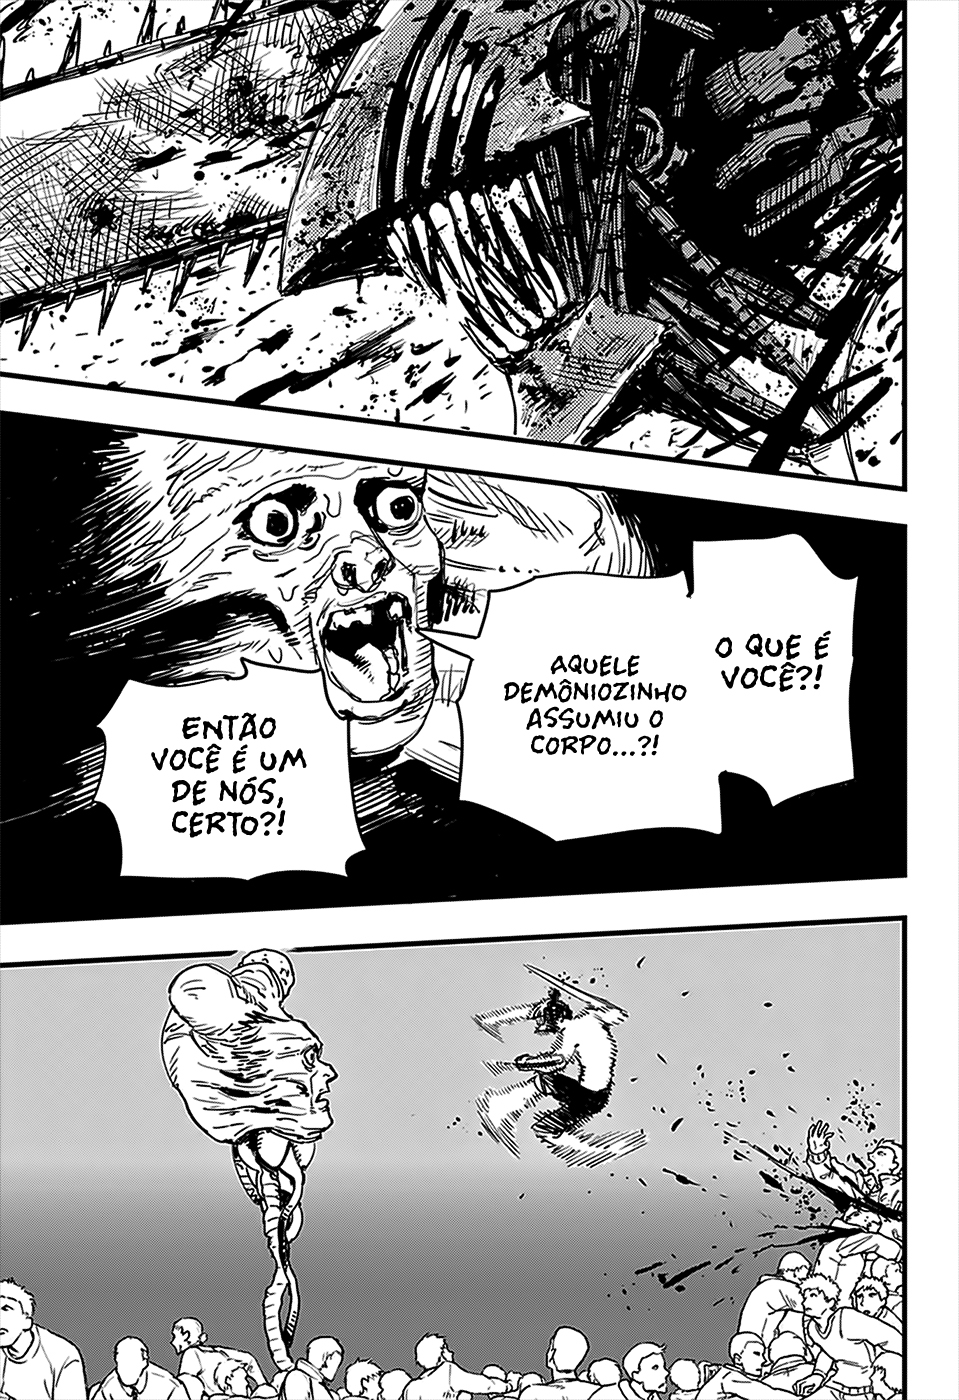 O QUE É
VOCÊ?!
AQUELE
DEMÔNIOZINHO
ASSUMIU O
CORPO...?!
ENTÃO
VOCÊ É UM
DE NÓS,
CERTO?!